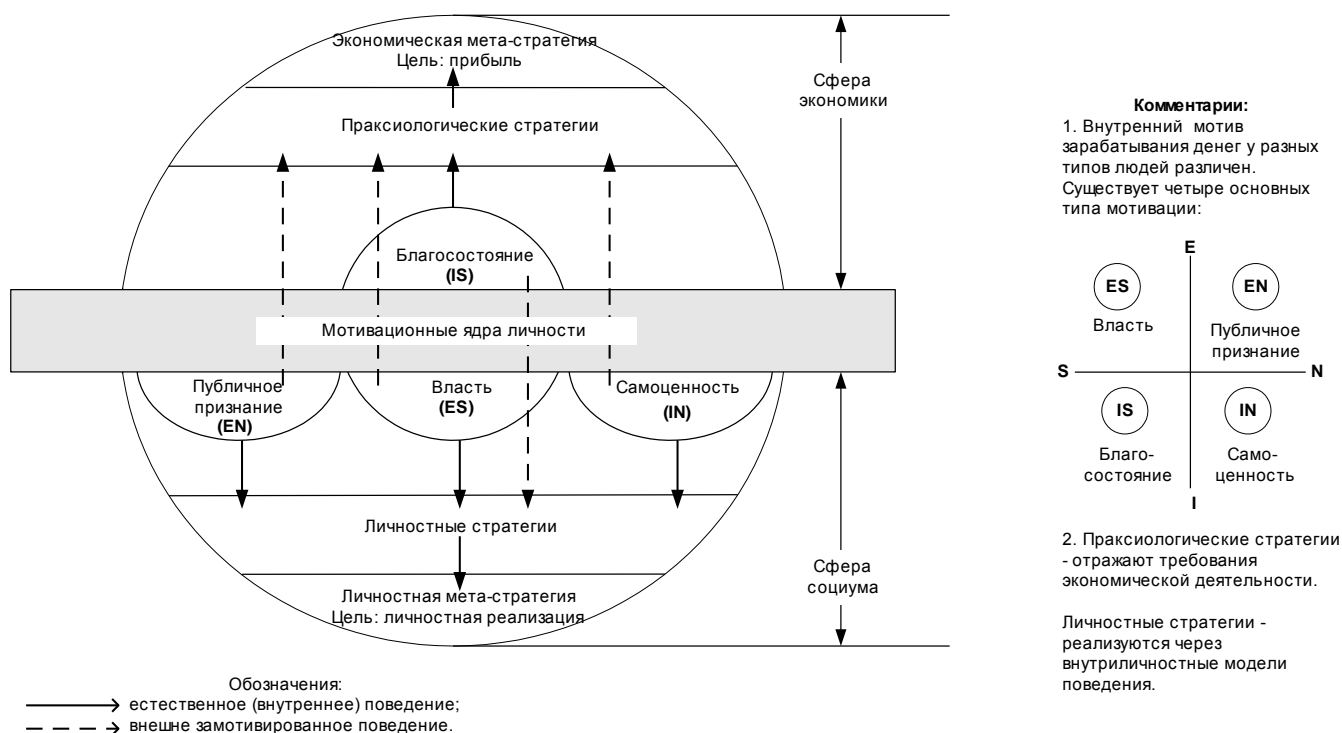 Экономическая мета-стратегия
Цель: прибыль
Праксиологические стратегии
Благосостояние
(IS)
Мотивационные ядра личности
Публичное
признание
(EN)
Власть
(ES)
Самоценность
(IN)
Личностные стратегии
Личностная мета-стратегия
Цель: личностная реализация
Сфера
экономики
Сфера
социума
Обозначения:
естественное (внутреннее) поведение;
внешне замотивированное поведение.
Комментарии:
1. Внутренний мотив
зарабатывания денег у разных
типов людей различен.
Существует четыре основных
типа мотивации:
E
ES
EN
Власть
Публичное
признание
S
N
IS
IN
Благо-
состояние
Само-
ценность
I
2. Праксиологические стратегии
- отражают требования
экономической деятельности.
Личностные стратегии -
реализуются через
внутриличностные модели
поведения.